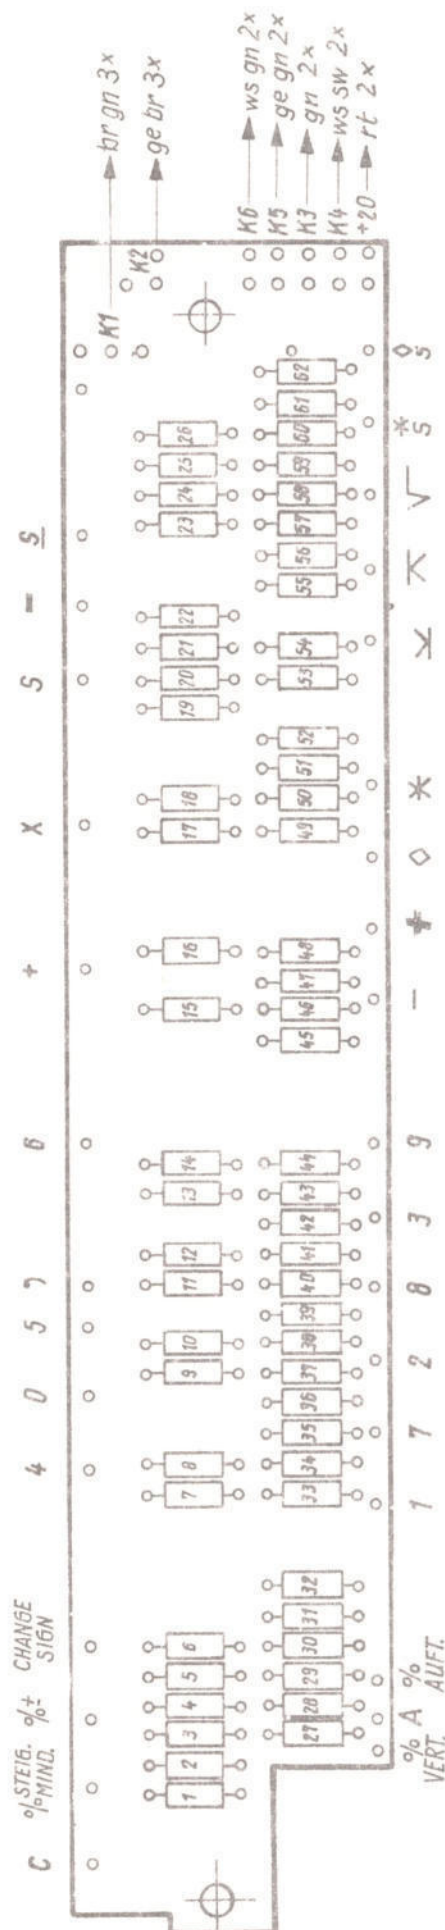 C %STEIG. %MIND. %± CHANGE SIGN 4 0 5 ) 6 + X S = S
K1 → br gn 3x
K2 → ge br 3x
1 2 3 4 5 6 7 8 9 10 11 12 13 14 15 16 17 18 19 20 21 22 23 24 25 26
K6 → ws gn 2x
K5 → ge gn 2x
K3 → gn 2x
K4 → ws sw 2x
+20 → rt 2x
27 28 29 30 31 32 33 34 35 36 37 38 39 40 41 42 43 44 45 46 47 48 49 50 51 52 53 54 55 56 57 58 59 60 61 62
% VERT. A % AUFT. 1 7 2 8 3 9 — ◇ * √ *S ◇S